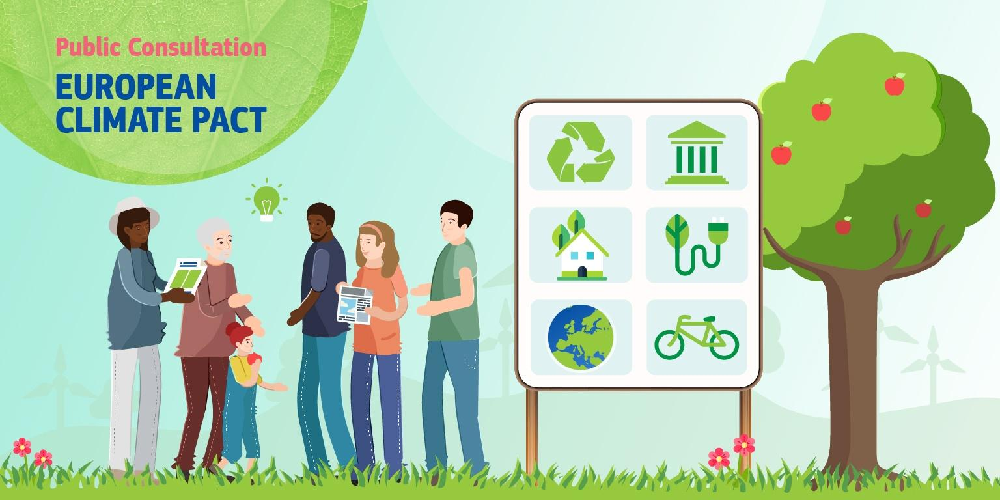 Public Consultation
EUROPEAN
CLIMATE PACT